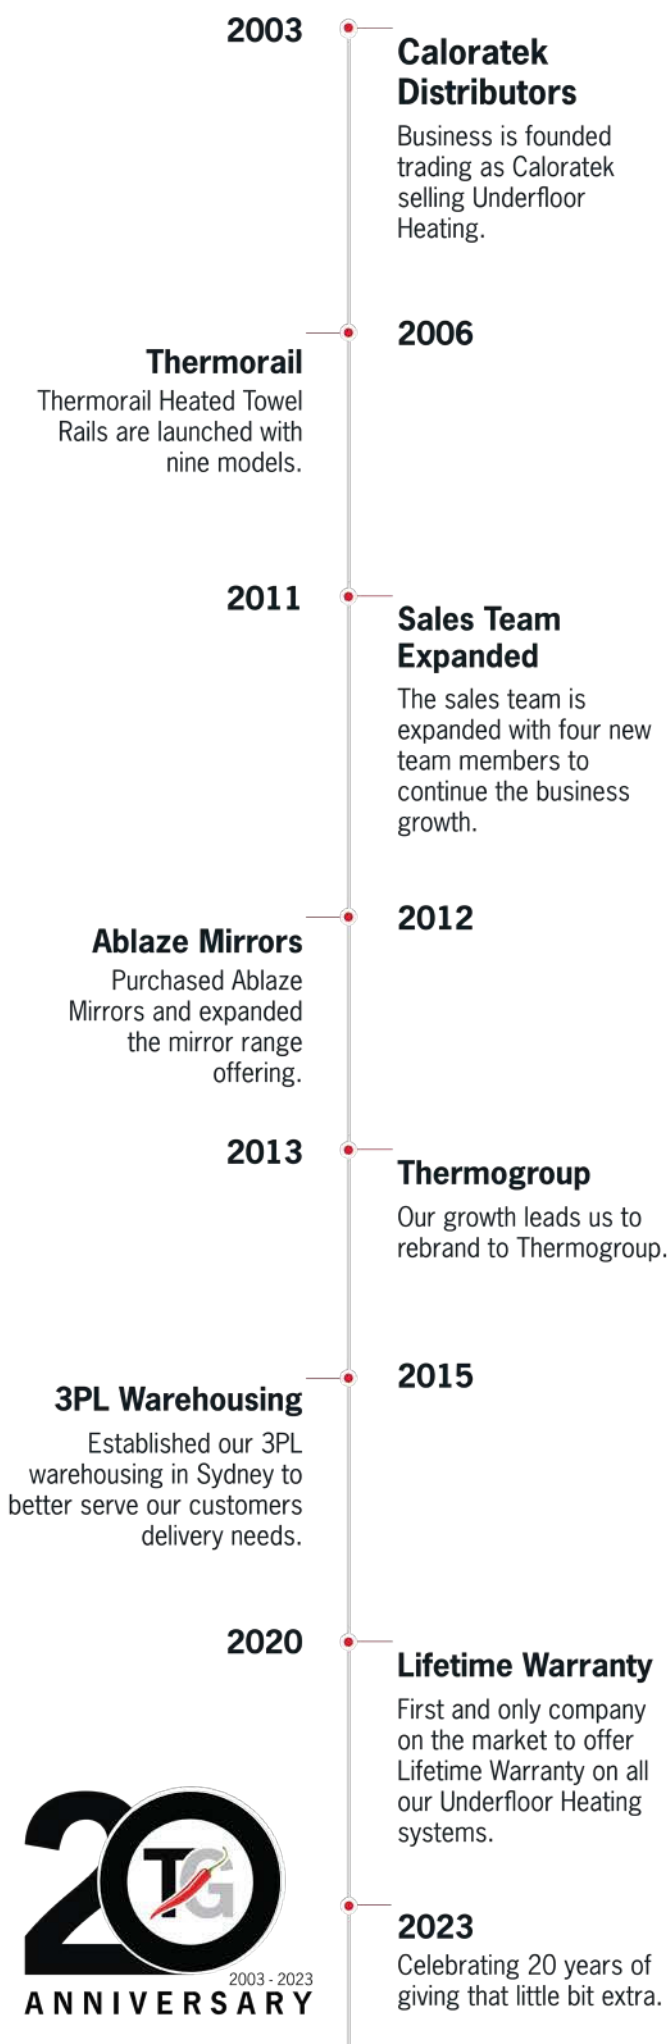 2003
Caloratek
Distributors
Business is founded
trading as Caloratek
selling Underfloor
Heating.
2006
Thermorail
Thermorail Heated Towel
Rails are launched with
nine models.
2011
Sales Team
Expanded
The sales team is
expanded with four new
team members to
continue the business
growth.
2012
Ablaze Mirrors
Purchased Ablaze
Mirrors and expanded
the mirror range
offering.
2013
Thermogroup
Our growth leads us to
rebrand to Thermogroup.
2015
3PL Warehousing
Established our 3PL
warehousing in Sydney to
better serve our customers
delivery needs.
2020
Lifetime Warranty
First and only company
on the market to offer
Lifetime Warranty on all
our Underfloor Heating
systems.
20
TG
2003 - 2023
ANNIVERSARY
2023
Celebrating 20 years of
giving that little bit extra.